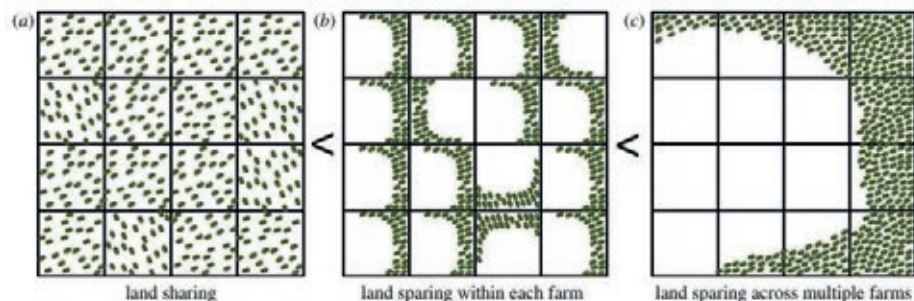 (a) (b) (c)
< <
land sharing land sparing within each farm land sparing across multiple farms